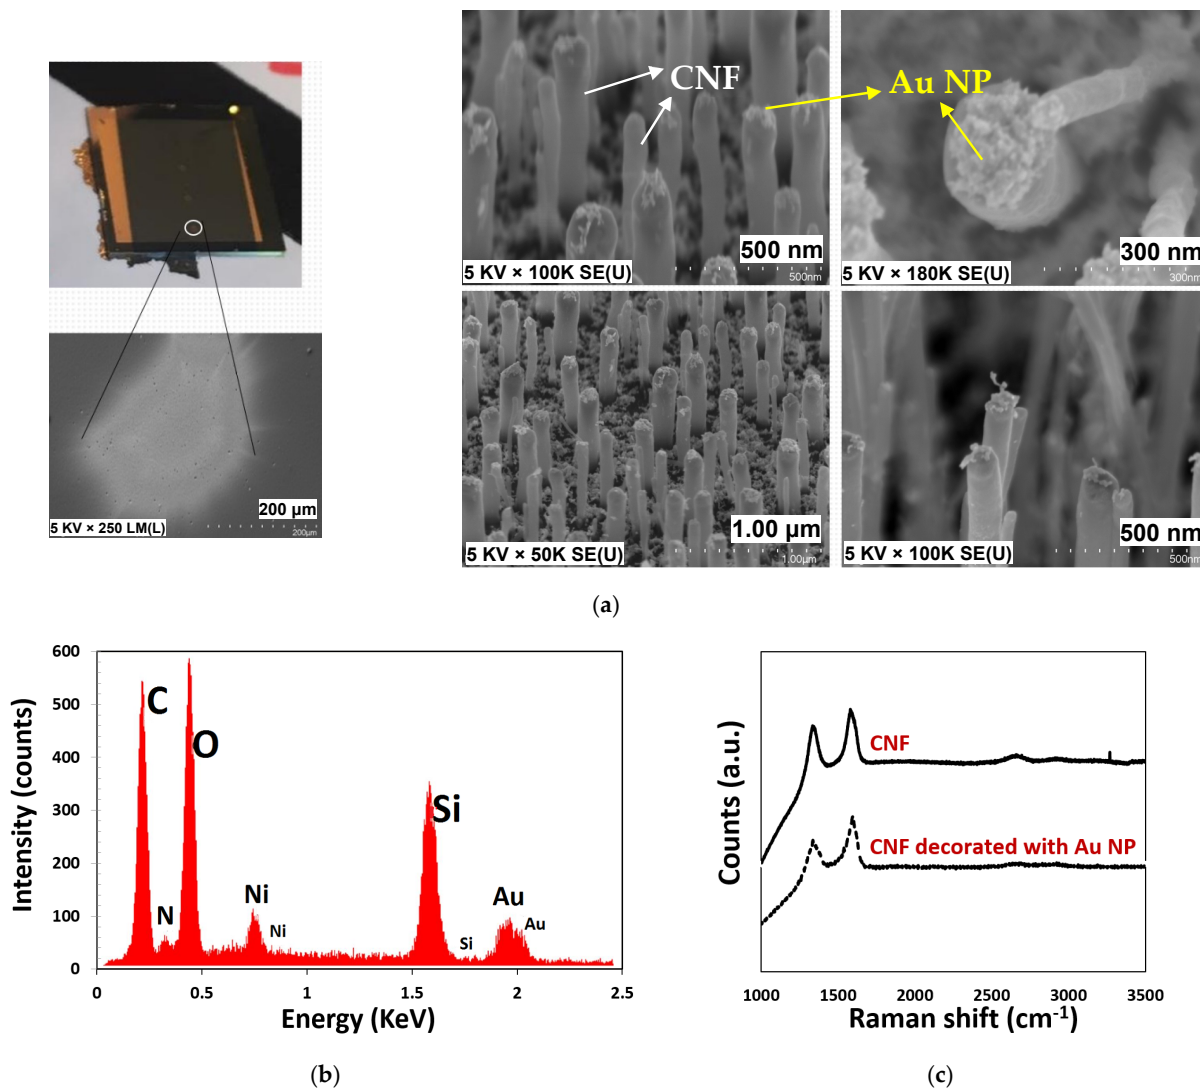 CNF
Au NP
500 nm
5 KV × 100K SE(U)
500nm
300 nm
5 KV × 180K SE(U)
300nm
200 µm
5 KV × 250 LM(L)
200µm
1.00 µm
5 KV × 50K SE(U)
1.00µm
500 nm
5 KV × 100K SE(U)
500nm
(a)
Intensity (counts)
600
500
400
300
200
100
0
C
N
O
Ni
Ni
Si
Si
Au
Au
0
0.5
1
1.5
2
2.5
Energy (KeV)
(b)
Counts (a.u.)
CNF
CNF decorated with Au NP
1000
1500
2000
2500
3000
3500
Raman shift (cm⁻¹)
(c)